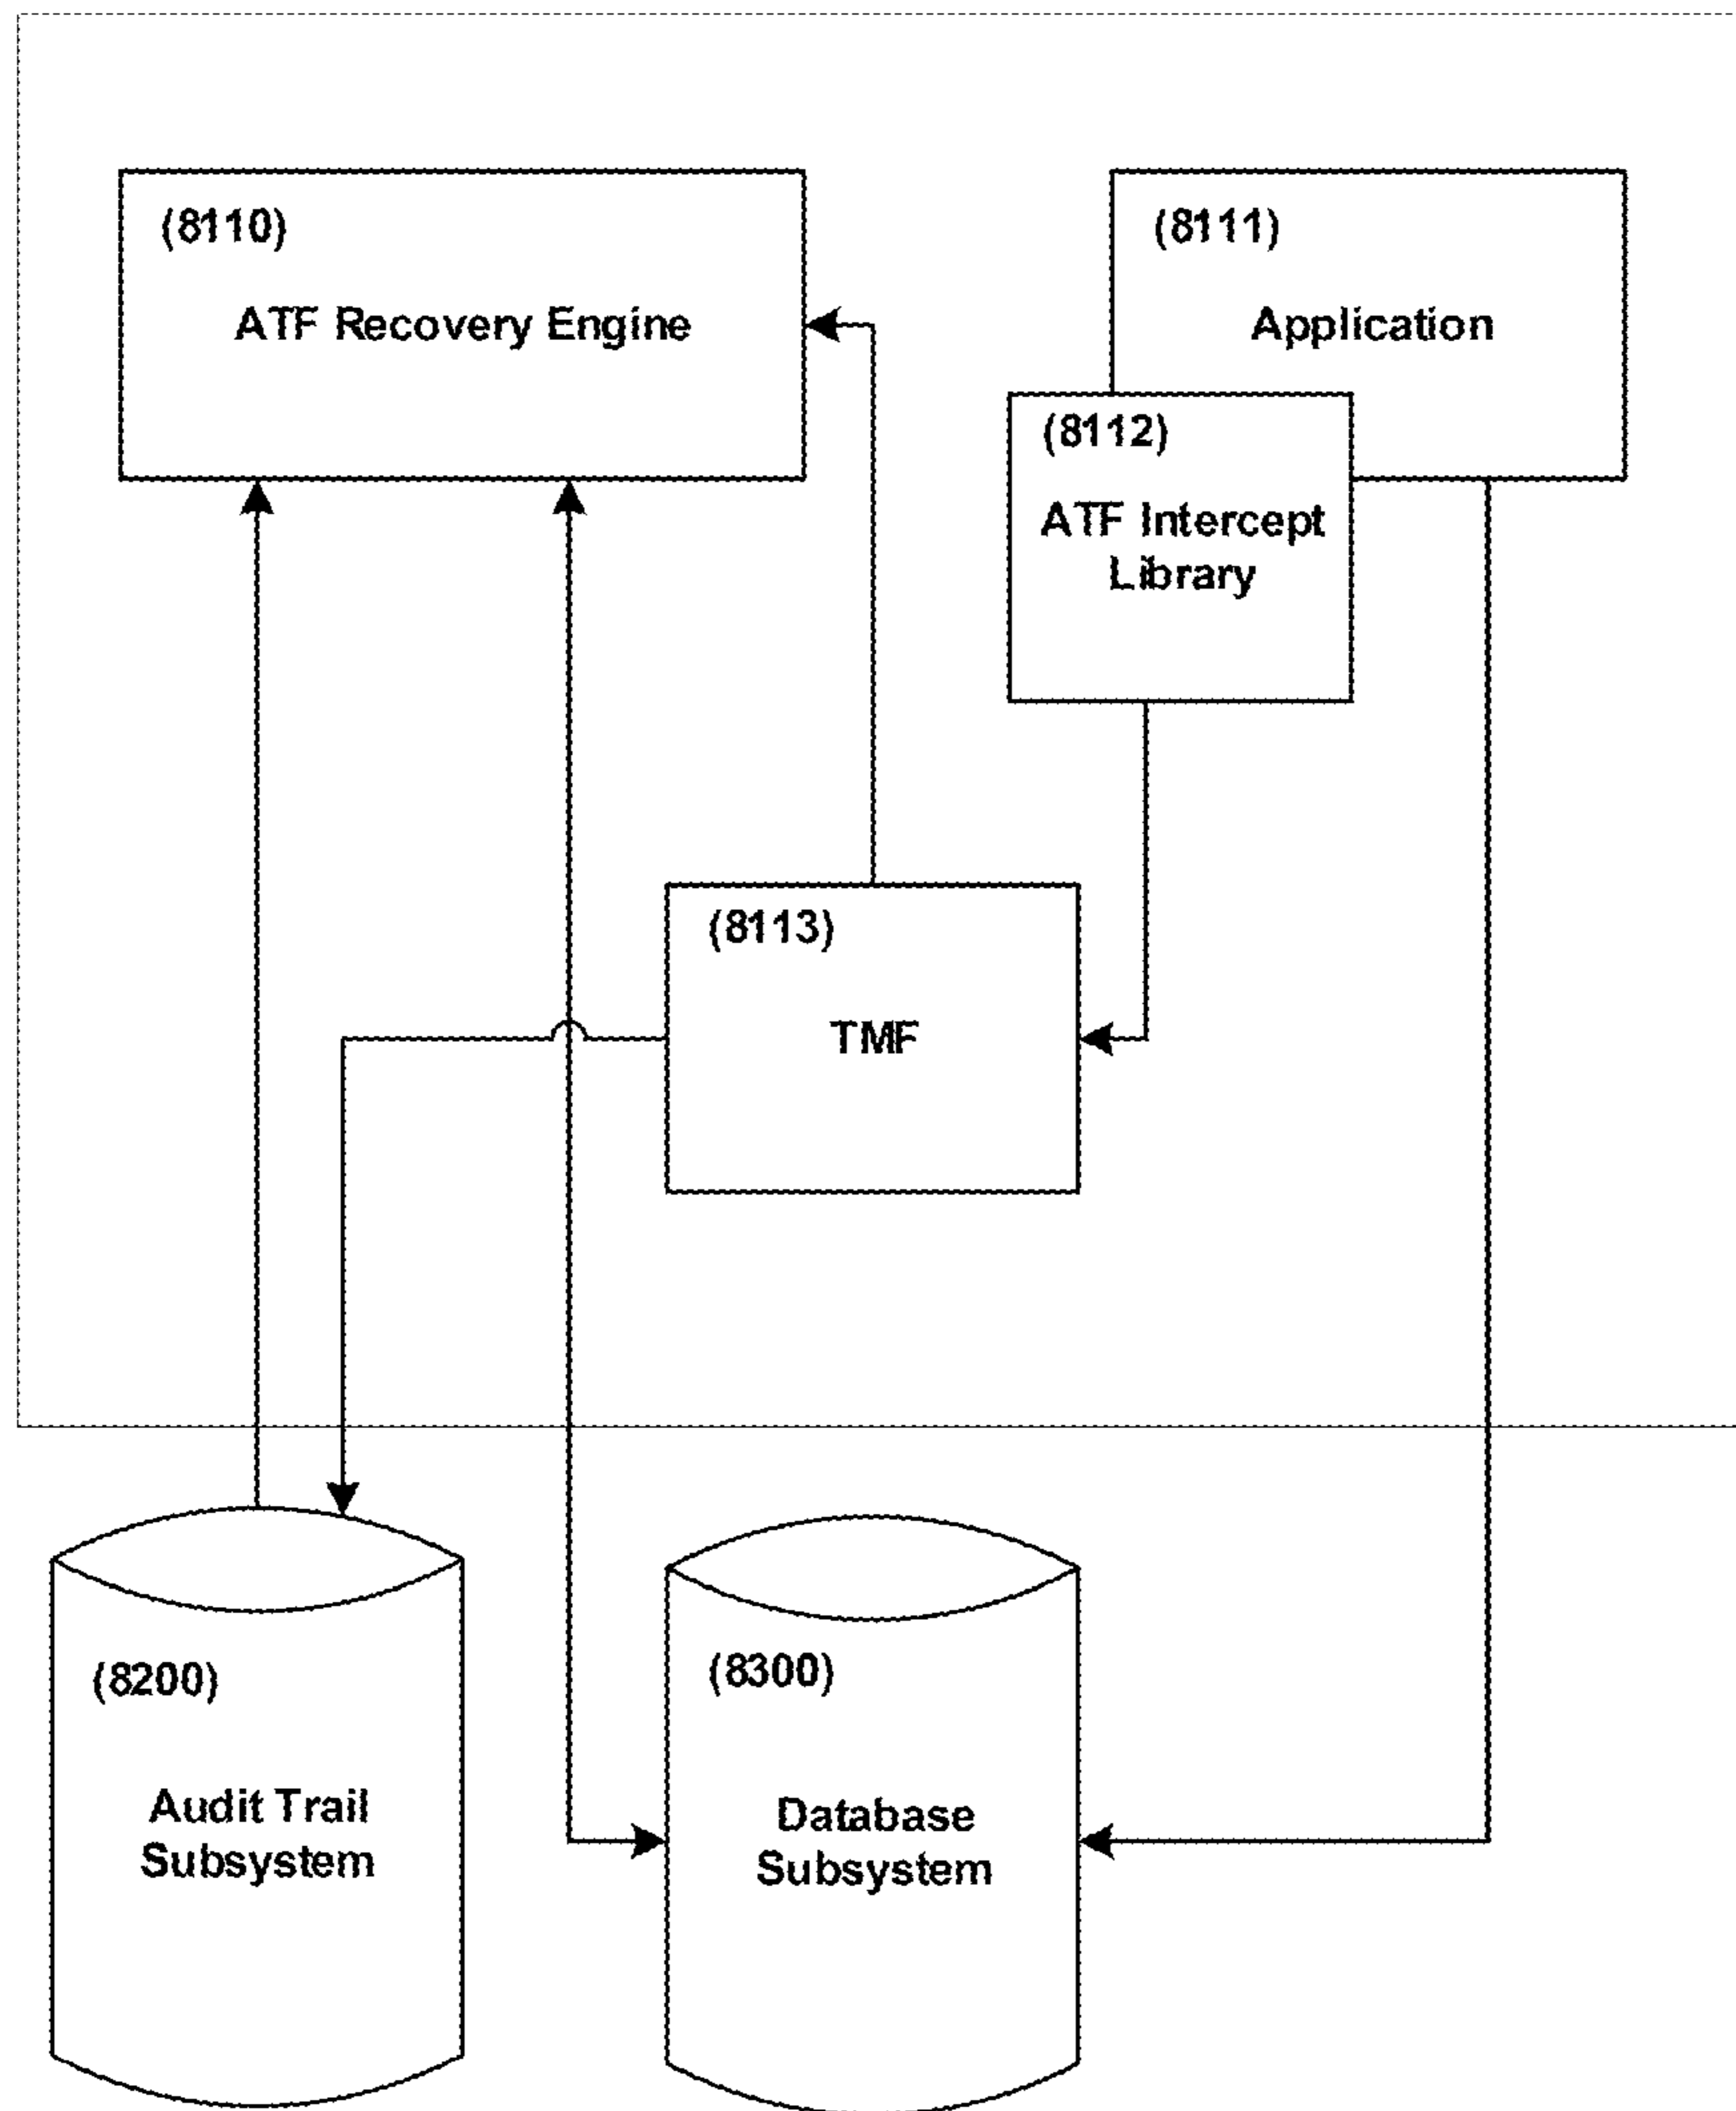 (8110)
ATF Recovery Engine
(8111)
Application
(8112)
ATF Intercept
Library
(8113)
TMF
(8200)
Audit Trail
Subsystem
(8300)
Database
Subsystem